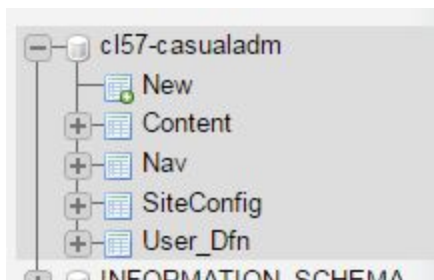 cl57-casualadm
New
Content
Nav
SiteConfig
User_Dfn
INFORMATION_SCHEMA